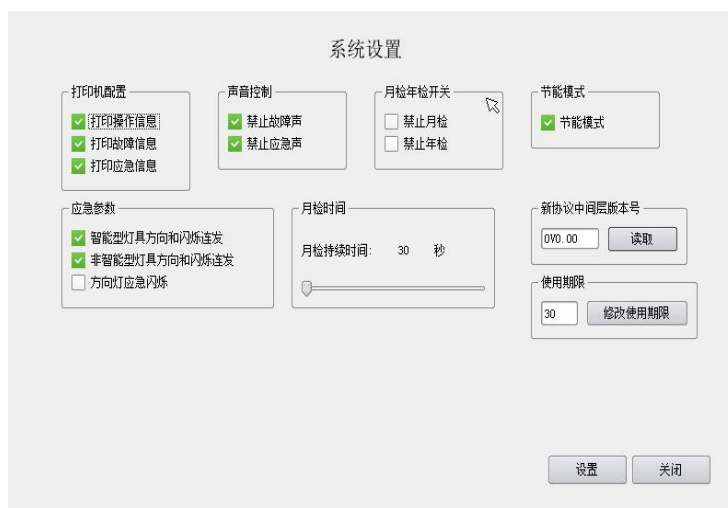 系统设置
打印机配置
打印操作信息
打印故障信息
打印应急信息
声音控制
禁止故障声
禁止应急声
月检年检开关
禁止月检
禁止年检
节能模式
节能模式
应急参数
智能型灯具方向和闪烁连发
非智能型灯具方向和闪烁连发
方向灯应急闪烁
月检时间
月检持续时间: 30 秒
新协议中间层版本号
0V0.00 读取
使用期限
30 修改使用期限
设置 关闭